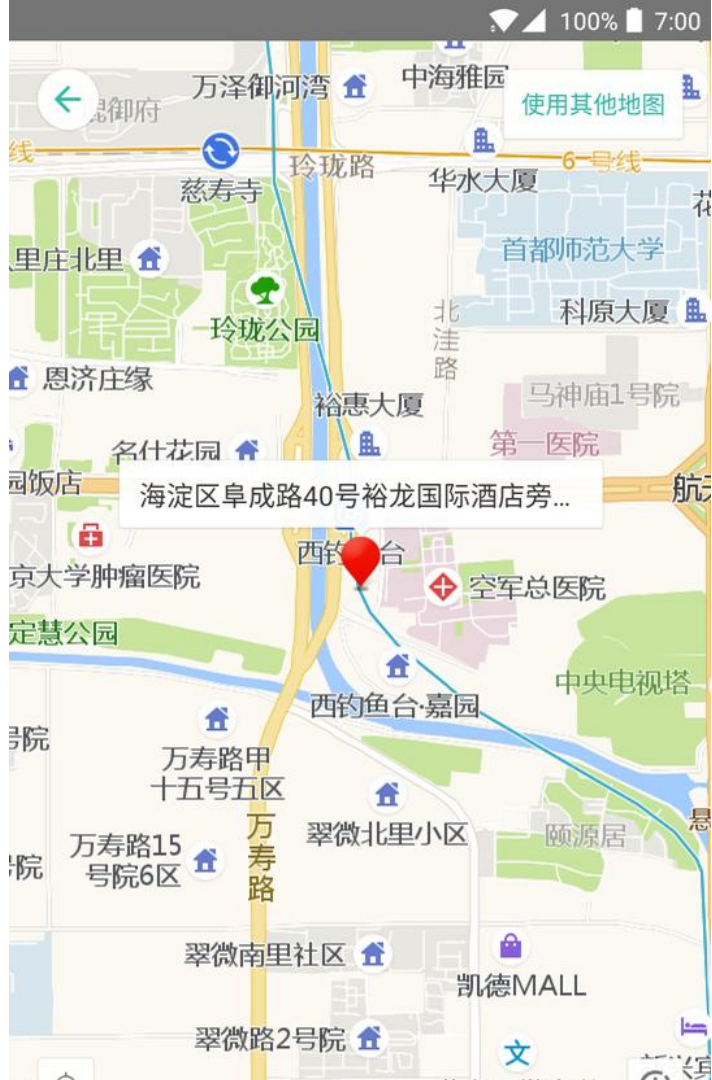 100% 7:00
万泽御河湾
中海雅园
使用其他地图
御府
线
玲珑路
6号线
慈寿寺
华水大厦
里庄北里
首都师范大学
玲珑公园
北洼路
科原大厦
恩济庄缘
马神庙1号院
裕惠大厦
名仕花园
第一医院
园饭店
海淀区阜成路40号裕龙国际酒店旁...
航天
西钓 台
京大学肿瘤医院
空军总医院
定慧公园
中央电视塔
西钓鱼台·嘉园
号院
万寿路甲
十五号五区
翠微北里小区
颐源居
万寿路15
号院6区
号院
万寿路
翠微南里社区
凯德MALL
翠微路2号院
文